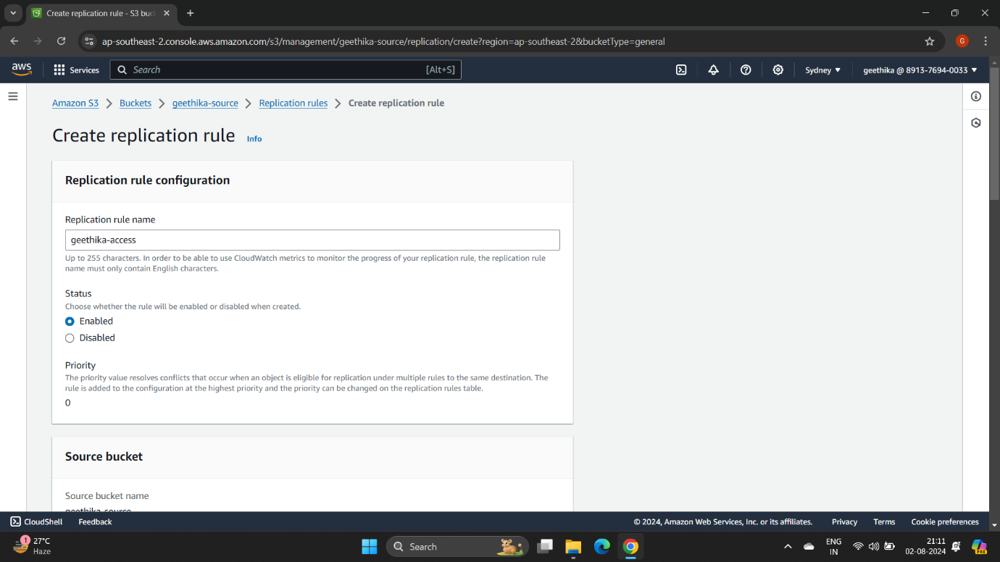 Create replication rule - S3 buc
ap-southeast-2.console.aws.amazon.com/s3/management/geethika-source/replication/create?region=ap-southeast-2&bucketType=general
G
aws
Services
Search
[Alt+S]
Sydney
geethika @ 8913-7694-0033
Amazon S3 > Buckets > geethika-source > Replication rules > Create replication rule
Create replication rule Info
Replication rule configuration
Replication rule name
geethika-access
Up to 255 characters. In order to be able to use CloudWatch metrics to monitor the progress of your replication rule, the replication rule
name must only contain English characters.
Status
Choose whether the rule will be enabled or disabled when created.
Enabled
Disabled
Priority
The priority value resolves conflicts that occur when an object is eligible for replication under multiple rules to the same destination. The
rule is added to the configuration at the highest priority and the priority can be changed on the replication rules table.
0
Source bucket
Source bucket name
geethika-source
CloudShell Feedback © 2024, Amazon Web Services, Inc. or its affiliates. Privacy Terms Cookie preferences
1
27°C
Haze
Search
ENG
IN
21:11
02-08-2024
PRE